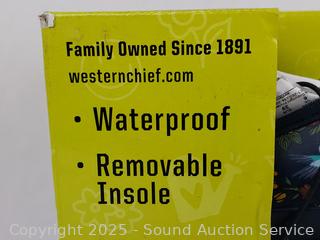 Family Owned Since 1891
westernchief.com
• Waterproof
• Removable
Insole
Copyright 2025 - Sound Auction Service